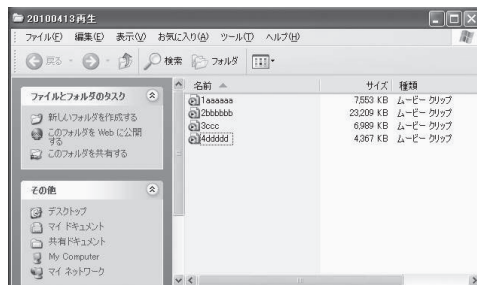 20100413再生
ファイル(F) 編集(E) 表示(V) お気に入り(A) ツール(T) ヘルプ(H)
戻る 検索 フォルダ
名前 サイズ 種類
1aaaaaa 7,553 KB ムービー クリップ
2bbbbbb 23,209 KB ムービー クリップ
3ccc 6,989 KB ムービー クリップ
4ddddd 4,367 KB ムービー クリップ
ファイルとフォルダのタスク
新しいフォルダを作成する
このフォルダを Web に公開
する
このフォルダを共有する
その他
デスクトップ
マイ ドキュメント
共有ドキュメント
My Computer
マイ ネットワーク